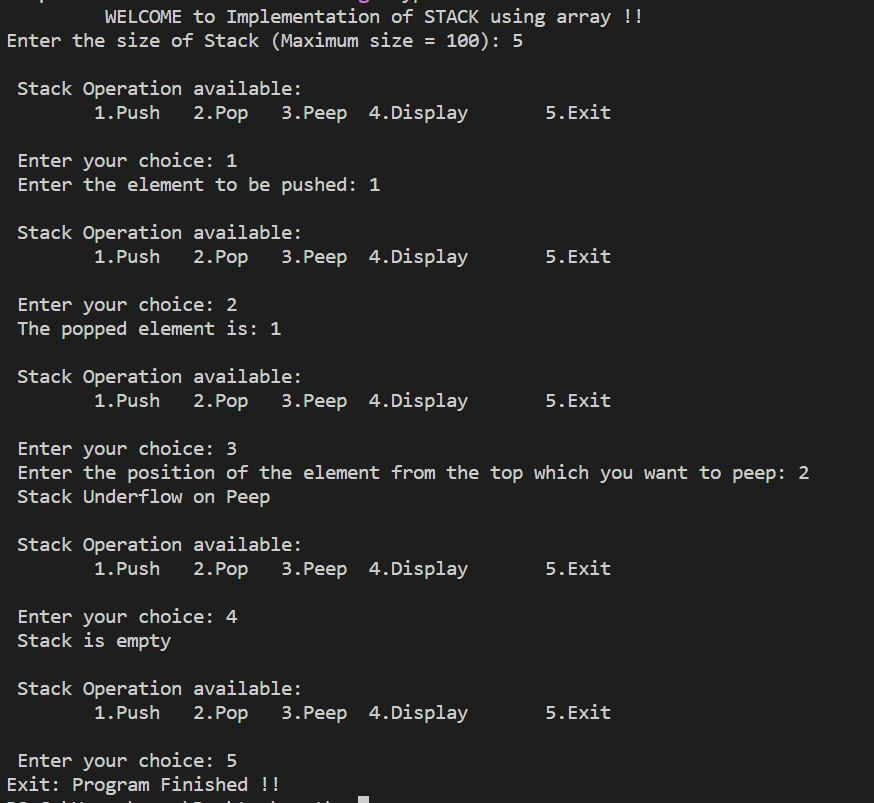 WELCOME to Implementation of STACK using array !!
Enter the size of Stack (Maximum size = 100): 5
Stack Operation available:
1.Push 2.Pop 3.Peep 4.Display 5.Exit
Enter your choice: 1
Enter the element to be pushed: 1
Stack Operation available:
1.Push 2.Pop 3.Peep 4.Display 5.Exit
Enter your choice: 2
The popped element is: 1
Stack Operation available:
1.Push 2.Pop 3.Peep 4.Display 5.Exit
Enter your choice: 3
Enter the position of the element from the top which you want to peep: 2
Stack Underflow on Peep
Stack Operation available:
1.Push 2.Pop 3.Peep 4.Display 5.Exit
Enter your choice: 4
Stack is empty
Stack Operation available:
1.Push 2.Pop 3.Peep 4.Display 5.Exit
Enter your choice: 5
Exit: Program Finished !!